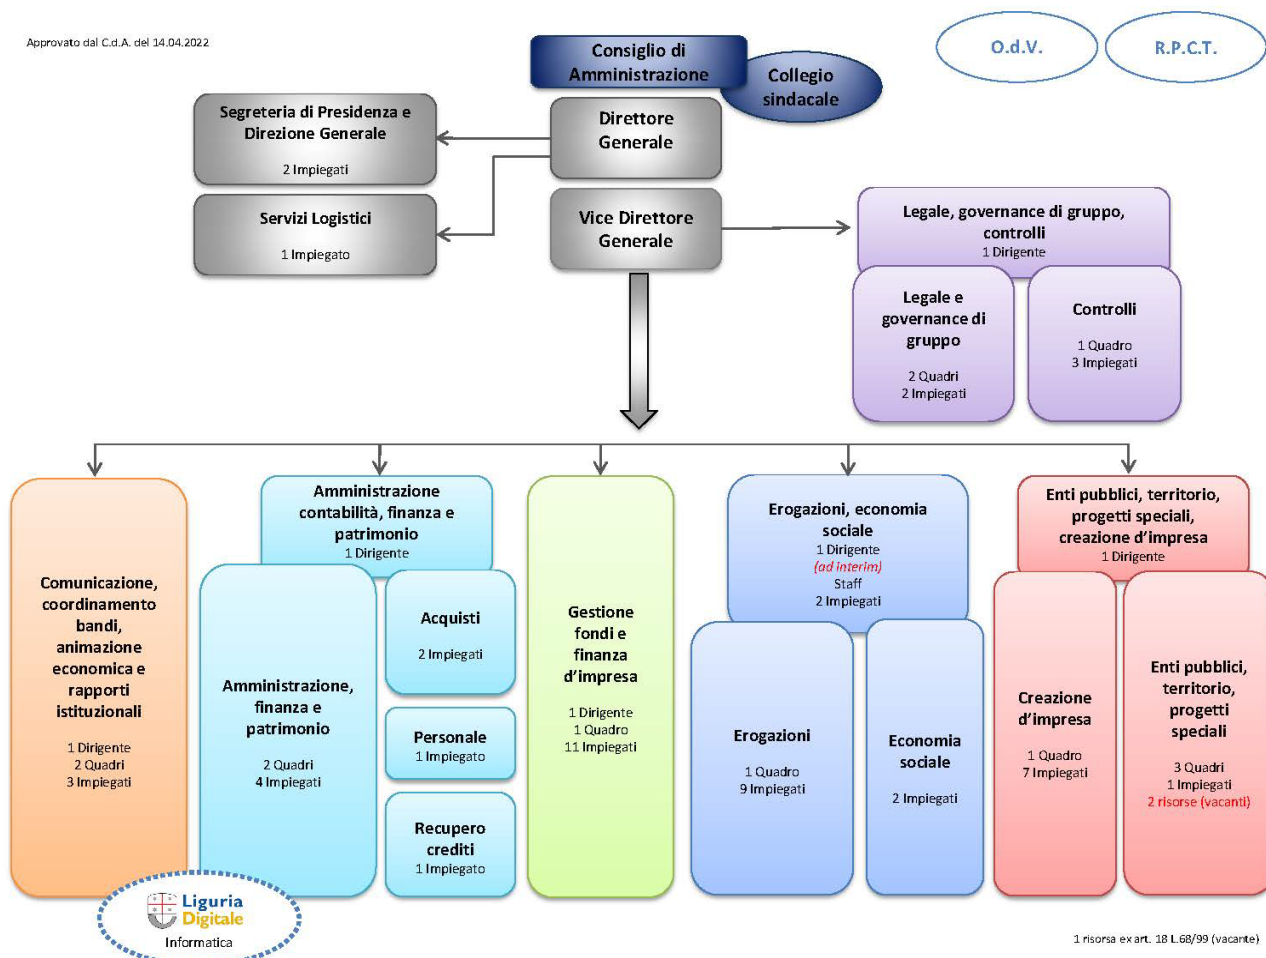 Approvato dal C.d.A. del 14.04.2022
Consiglio di
Amministrazione
Collegio
sindacale
O.d.V.
R.P.C.T.
Segreteria di Presidenza e
Direzione Generale
2 Impiegati
Direttore
Generale
Servizi Logistici
1 Impiegato
Vice Direttore
Generale
Legale, governance di gruppo,
controlli
1 Dirigente
Legale e
governance di
gruppo
2 Quadri
2 Impiegati
Controlli
1 Quadro
3 Impiegati
Comunicazione,
coordinamento
bandi,
animazione
economica e
rapporti
istituzionali
1 Dirigente
2 Quadri
3 Impiegati
Amministrazione
contabilità, finanza e
patrimonio
1 Dirigente
Amministrazione,
finanza e
patrimonio
2 Quadri
4 Impiegati
Acquisti
2 Impiegati
Personale
1 Impiegato
Recupero
crediti
1 Impiegato
Gestione
fondi e
finanza
d'impresa
1 Dirigente
1 Quadro
11 Impiegati
Erogazioni, economia
sociale
1 Dirigente
(ad interim)
Staff
2 Impiegati
Erogazioni
1 Quadro
9 Impiegati
Economia
sociale
2 Impiegati
Enti pubblici, territorio,
progetti speciali,
creazione d'impresa
1 Dirigente
Creazione
d'impresa
1 Quadro
7 Impiegati
Enti pubblici,
territorio,
progetti
speciali
3 Quadri
1 Impiegati
2 risorse (vacanti)
Liguria
Digitale
Informatica
1 risorsa ex art. 18 L.68/99 (vacante)